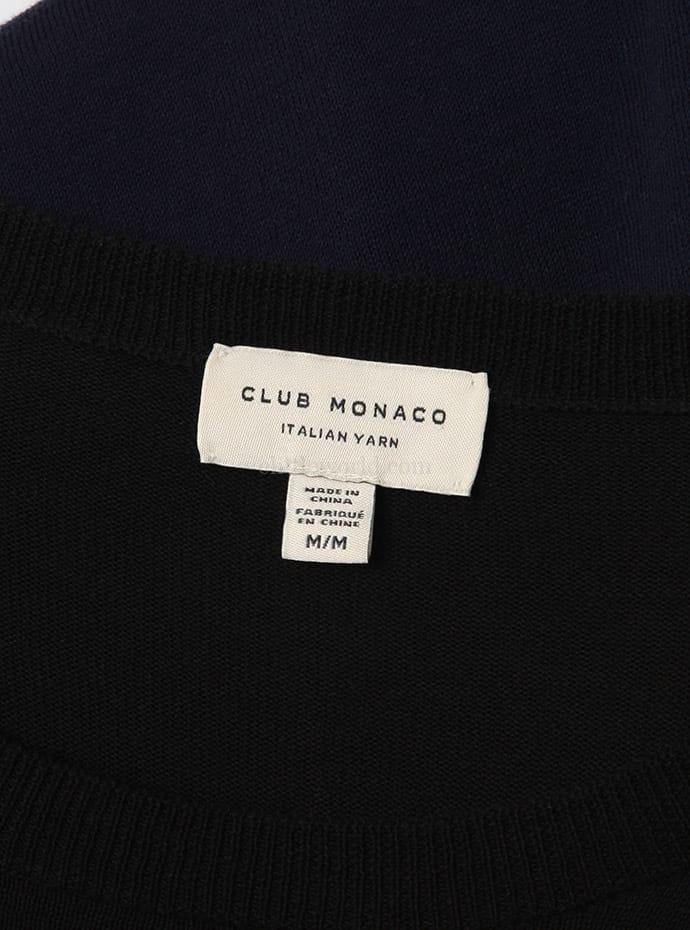 CLUB MONACO
ITALIAN YARN
MADE IN
CHINA
FABRIQUÉ
EN CHINE
M/M